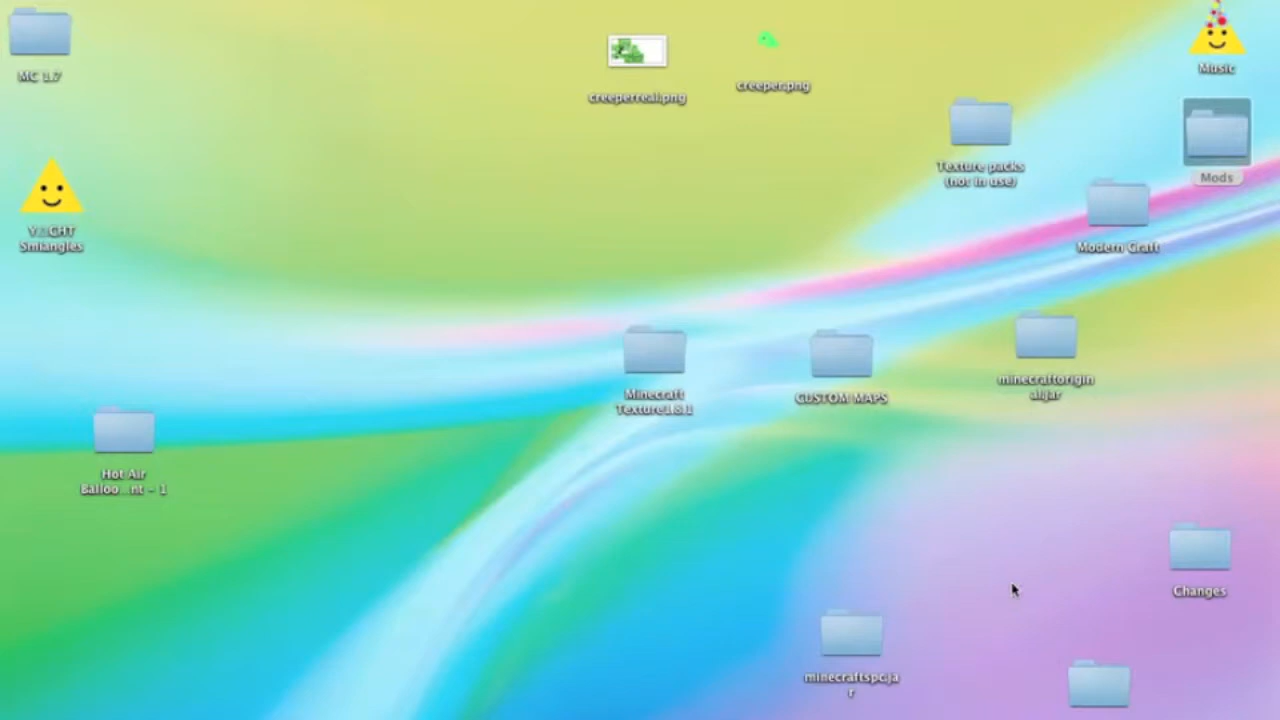 MC 1.7
creeperreal.png
creeper.png
Music
Texture packs
(not in use)
Mods
Smiangles
Modern Craft
Minecraft
Texture1.8.1
CUSTOM MAPS
minecraftorigin
al.jar
Hot Air
Balloo...nt - 1
Changes
minecraftspc.ja
r